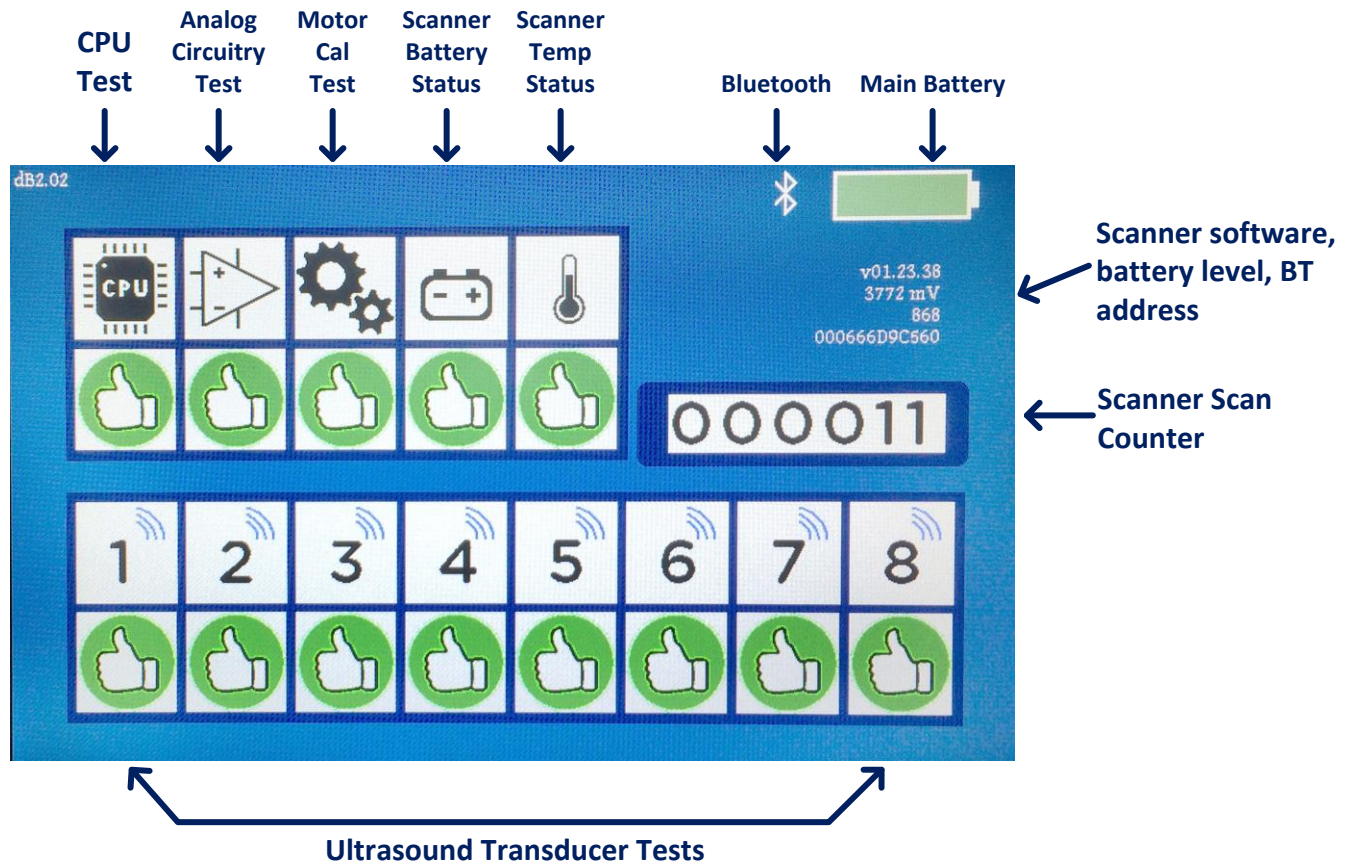 CPU
Test
Analog
Circuitry
Test
Motor
Cal
Test
Scanner
Battery
Status
Scanner
Temp
Status
Bluetooth
Main Battery
dB2.02
CPU
+
-
- +
v01.23.38
3772 mV
868
000666D9C560
Scanner software,
battery level, BT
address
000011
Scanner Scan
Counter
1 2 3 4 5 6 7 8
Ultrasound Transducer Tests